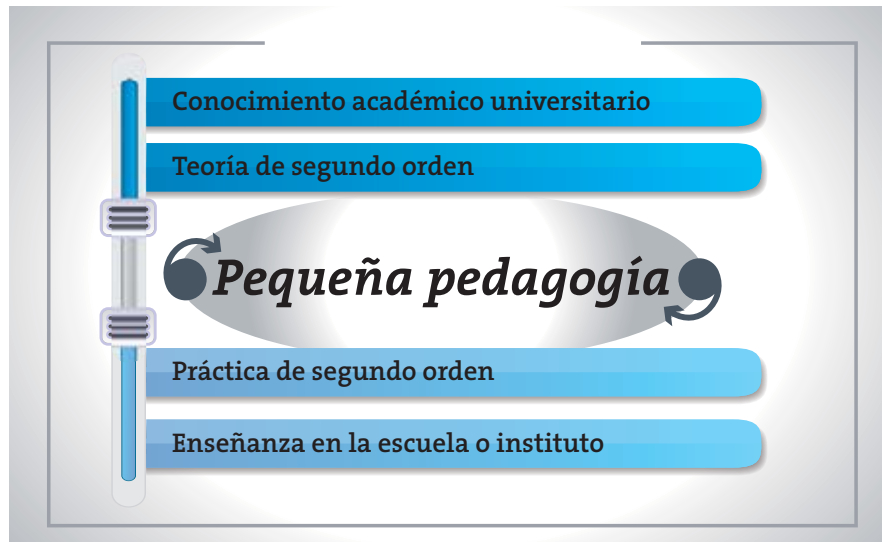 Conocimiento académico universitario
Teoría de segundo orden
Pequeña pedagogía
Práctica de segundo orden
Enseñanza en la escuela o instituto